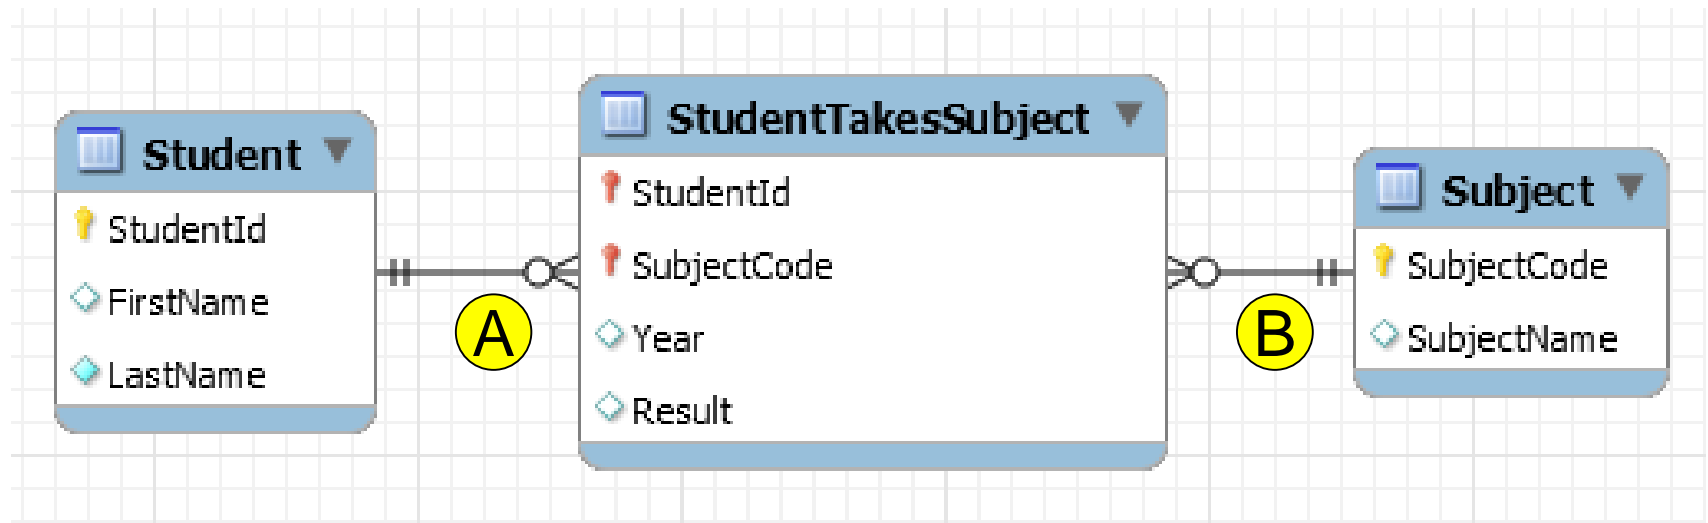 Student
StudentId
FirstName
LastName
A
StudentTakesSubject
StudentId
SubjectCode
Year
Result
B
Subject
SubjectCode
SubjectName